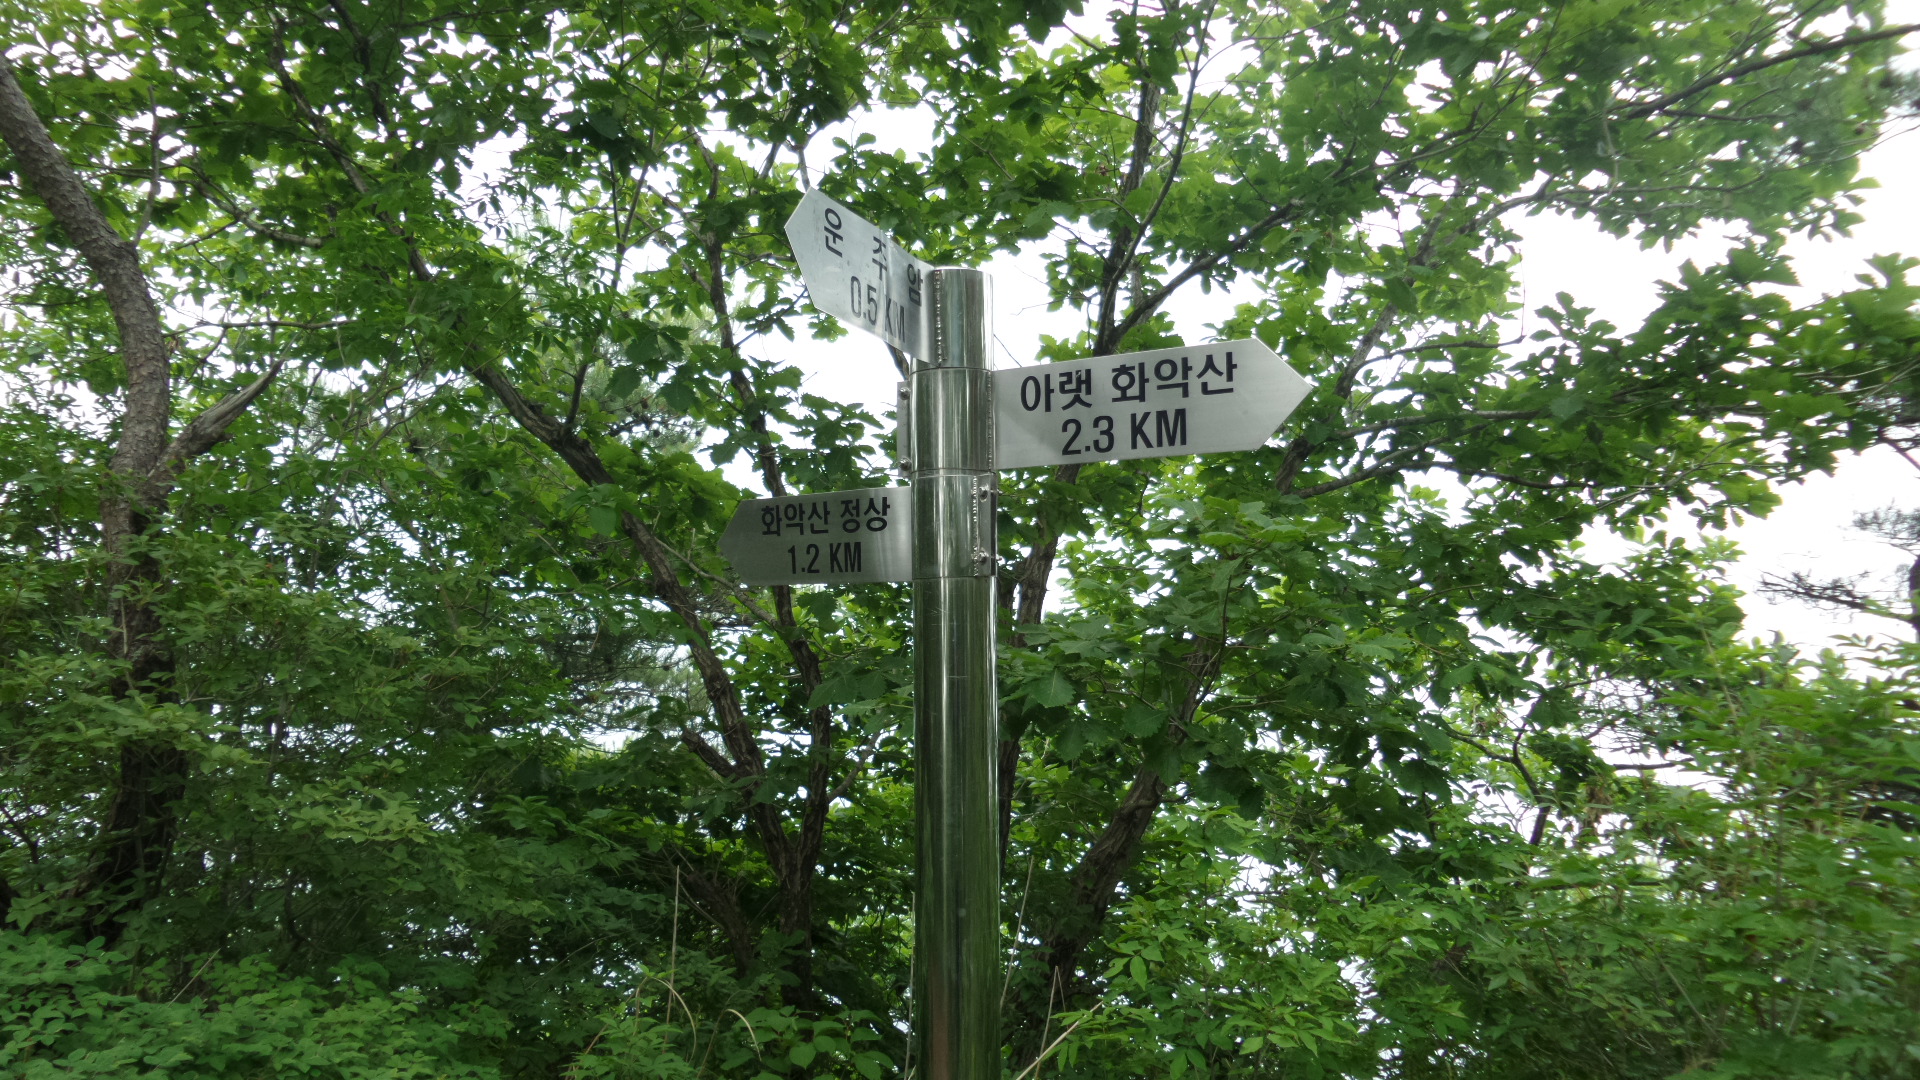 운 주 암
0.5 KM
아랫 화악산
2.3 KM
화악산 정상
1.2 KM